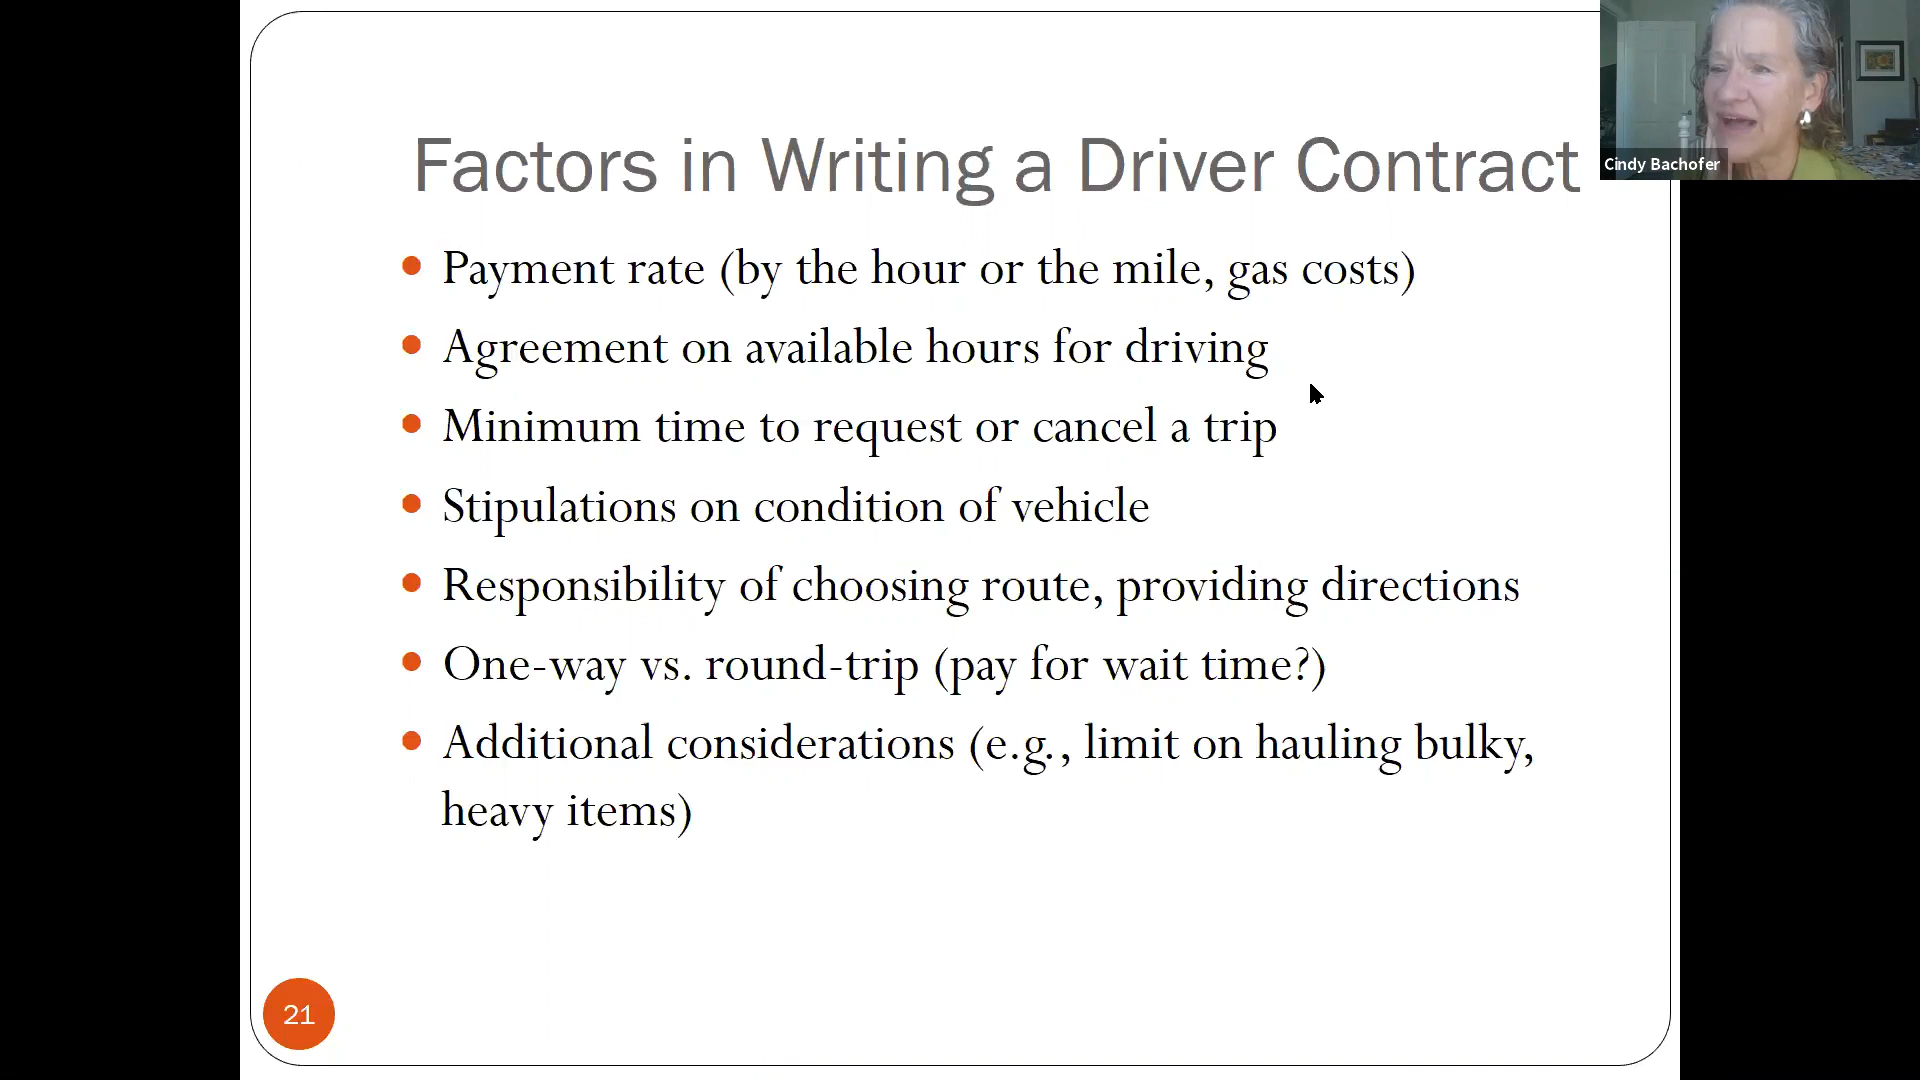 Factors in Writing a Driver Contract
Cindy Bachofer
• Payment rate (by the hour or the mile, gas costs)
• Agreement on available hours for driving
• Minimum time to request or cancel a trip
• Stipulations on condition of vehicle
• Responsibility of choosing route, providing directions
• One-way vs. round-trip (pay for wait time?)
• Additional considerations (e.g., limit on hauling bulky,
heavy items)
21